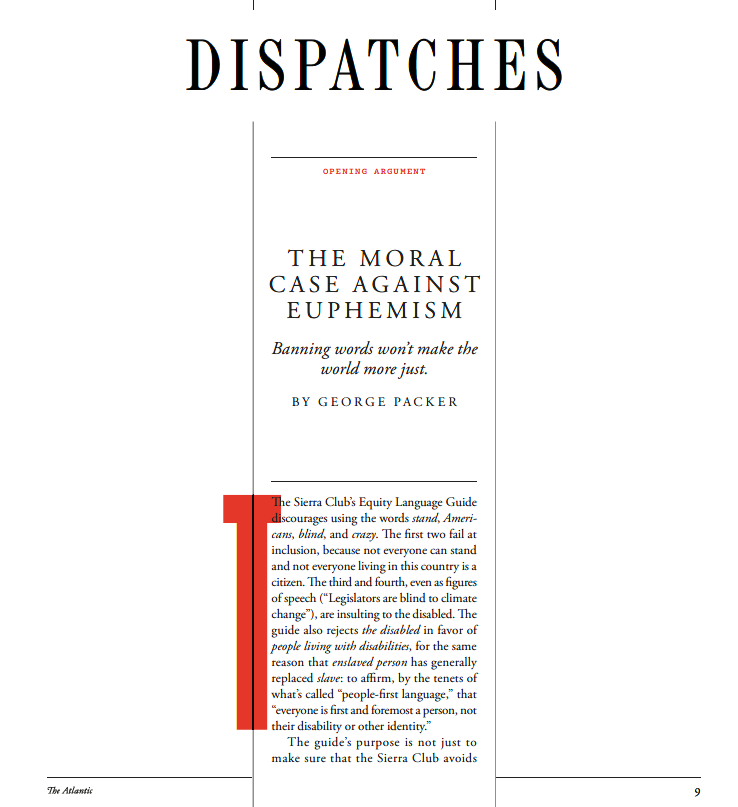 DISPATCHES
OPENING ARGUMENT
THE MORAL
CASE AGAINST
EUPHEMISM
Banning words won’t make the
world more just.
BY GEORGE PACKER
The Sierra Club’s Equity Language Guide
discourages using the words stand, Ameri-
cans, blind, and crazy. The first two fail at
inclusion, because not everyone can stand
and not everyone living in this country is a
citizen. The third and fourth, even as figures
of speech (“Legislators are blind to climate
change”), are insulting to the disabled. The
guide also rejects the disabled in favor of
people living with disabilities, for the same
reason that enslaved person has generally
replaced slave: to affirm, by the tenets of
what’s called “people-first language,” that
“everyone is first and foremost a person, not
their disability or other identity.”
The guide’s purpose is not just to
make sure that the Sierra Club avoids
The Atlantic
9